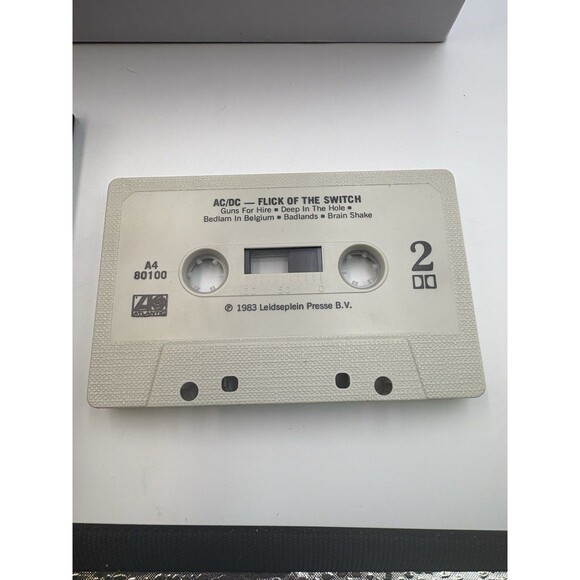 AC/DC — FLICK OF THE SWITCH
Guns For Hire ■ Deep In The Hole ■
Bedlam In Belgium ■ Badlands ■ Brain Shake
A4
80100
2
ATLANTIC
℗ 1983 Leidseplein Presse B.V.